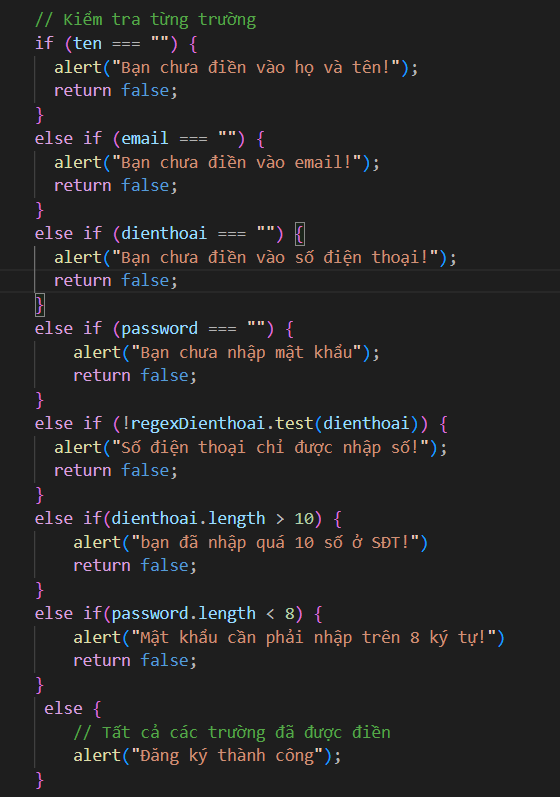 // Kiểm tra từng trường
if (ten === "") {
  alert("Bạn chưa điền vào họ và tên!");
  return false;
}
else if (email === "") {
  alert("Bạn chưa điền vào email!");
  return false;
}
else if (dienthoai === "") {
  alert("Bạn chưa điền vào số điện thoại!");
  return false;
}
else if (password === "") {
    alert("Bạn chưa nhập mật khẩu");
    return false;
}
else if (!regexDienthoai.test(dienthoai)) {
  alert("Số điện thoại chỉ được nhập số!");
  return false;
}
else if(dienthoai.length > 10) {
    alert("bạn đã nhập quá 10 số ở SĐT!")
    return false;
}
else if(password.length < 8) {
    alert("Mật khẩu cần phải nhập trên 8 ký tự!")
    return false;
}
 else {
    // Tất cả các trường đã được điền
    alert("Đăng ký thành công");
}